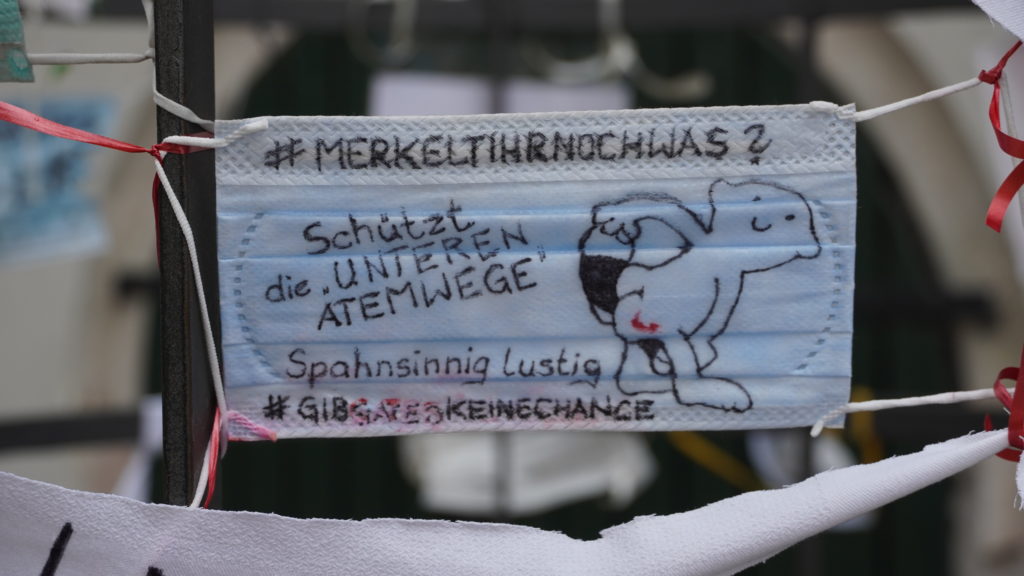 #MERKELTIHRNOCHWAS?
Schützt
die „UNTEREN
ATEMWEGE"
Spahnsinnig lustig
#GIBGATESKEINECHANCE